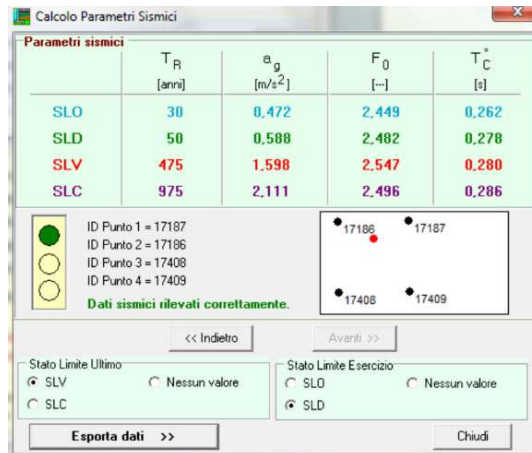 Calcolo Parametri Sismici
Parametri sismici
T R a g F 0 T C *
[anni] [m/s²] [---] [s]
SLO 30 0,472 2,449 0,262
SLD 50 0,588 2,482 0,278
SLV 475 1,598 2,547 0,280
SLC 975 2,111 2,496 0,286
ID Punto 1 = 17187
ID Punto 2 = 17186
ID Punto 3 = 17408
ID Punto 4 = 17409
Dati sismici rilevati correttamente.
17186 17187
17408 17409
<< Indietro Avanti >>
Stato Limite Ultimo Stato Limite Esercizio
SLV Nessun valore SLO Nessun valore
SLC SLD
Esporta dati >> Chiudi